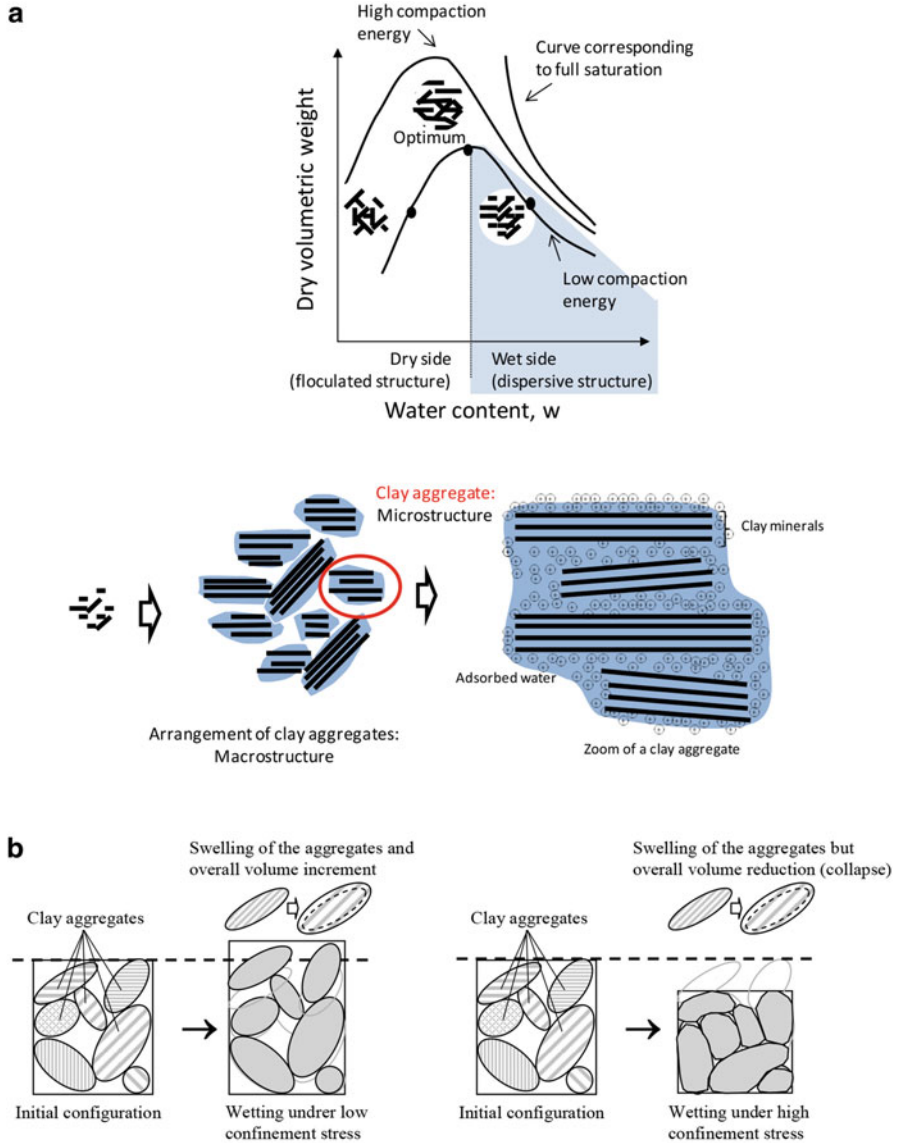 a
High compaction
energy
Curve corresponding
to full saturation
Optimum
Dry volumetric weight
Low compaction
energy
Dry side
(floculated structure)
Wet side
(dispersive structure)
Water content, w
Clay aggregate:
Microstructure
Clay minerals
Adsorbed water
Arrangement of clay aggregates:
Macrostructure
Zoom of a clay aggregate
b
Swelling of the aggregates and
overall volume increment
Clay aggregates
Initial configuration
Wetting undrer low
confinement stress
Swelling of the aggregates but
overall volume reduction (collapse)
Clay aggregates
Initial configuration
Wetting under high
confinement stress